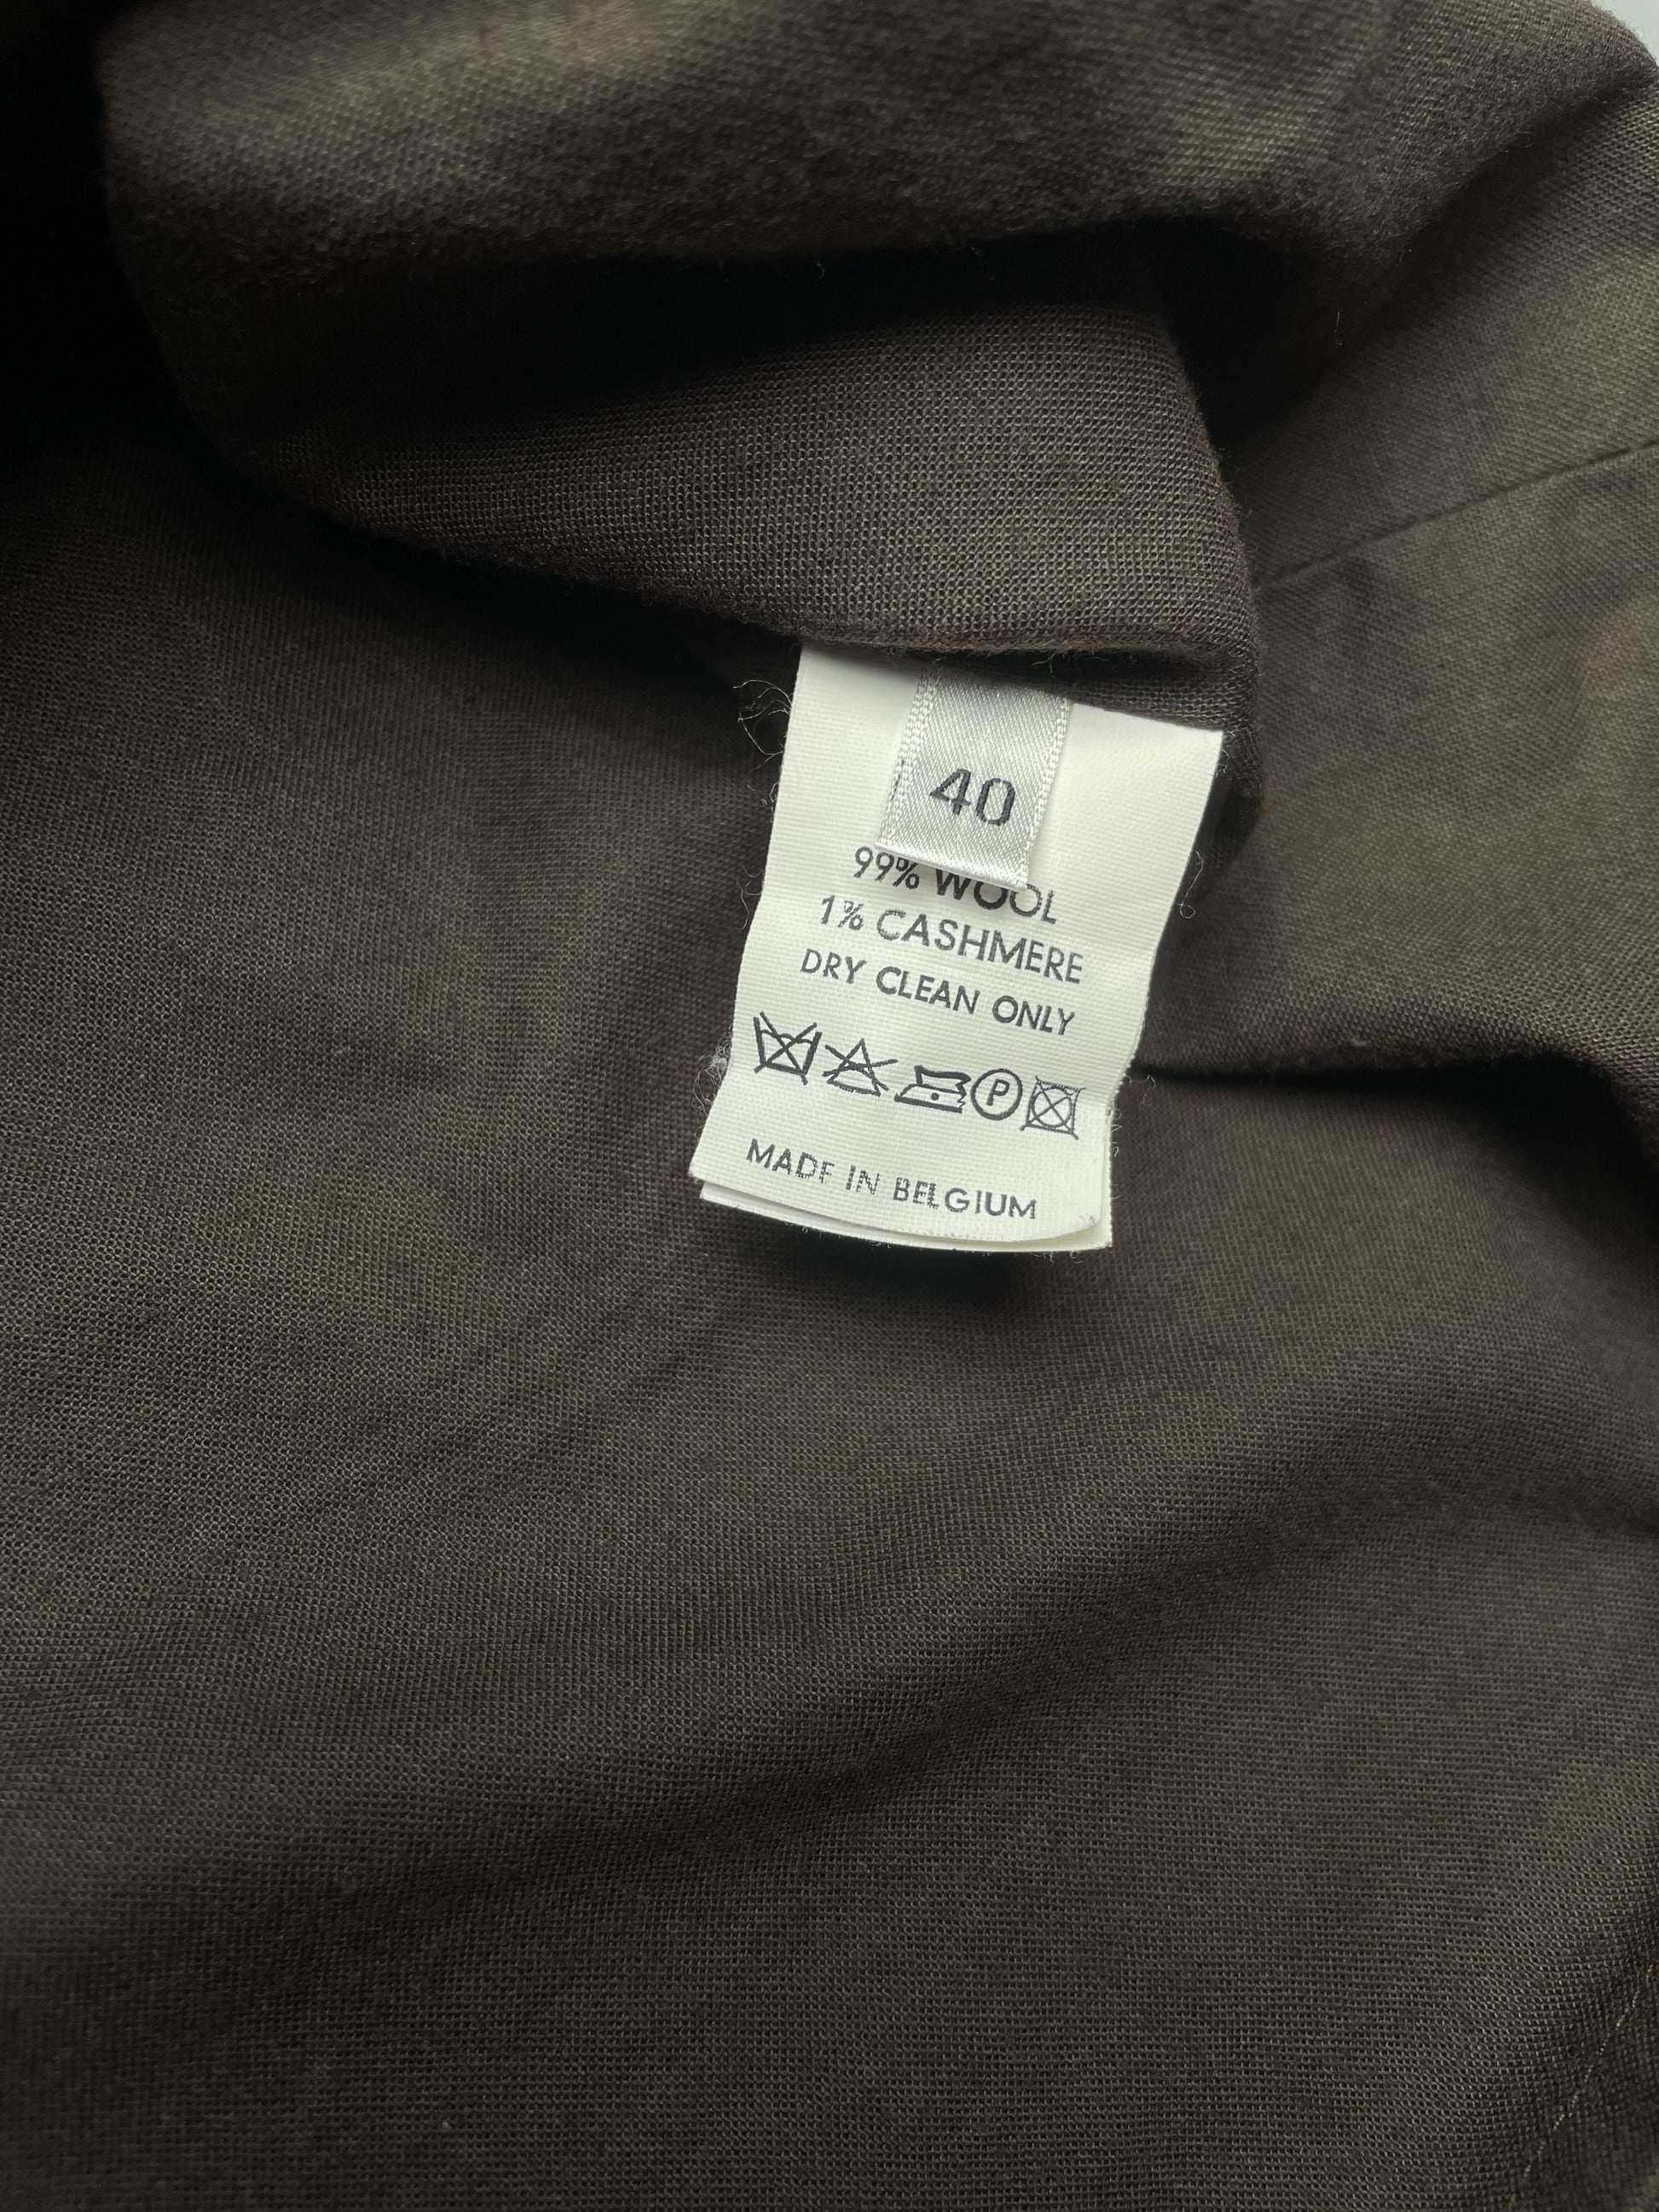 40
99% WOOL
1% CASHMERE
DRY CLEAN ONLY
P
MADE IN BELGIUM